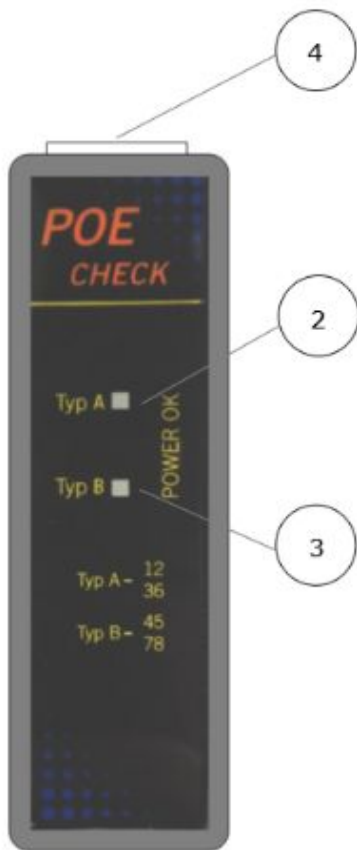 4
POE
CHECK
2
Typ A
POWER OK
Typ B
3
Typ A- 12
36
Typ B- 45
78